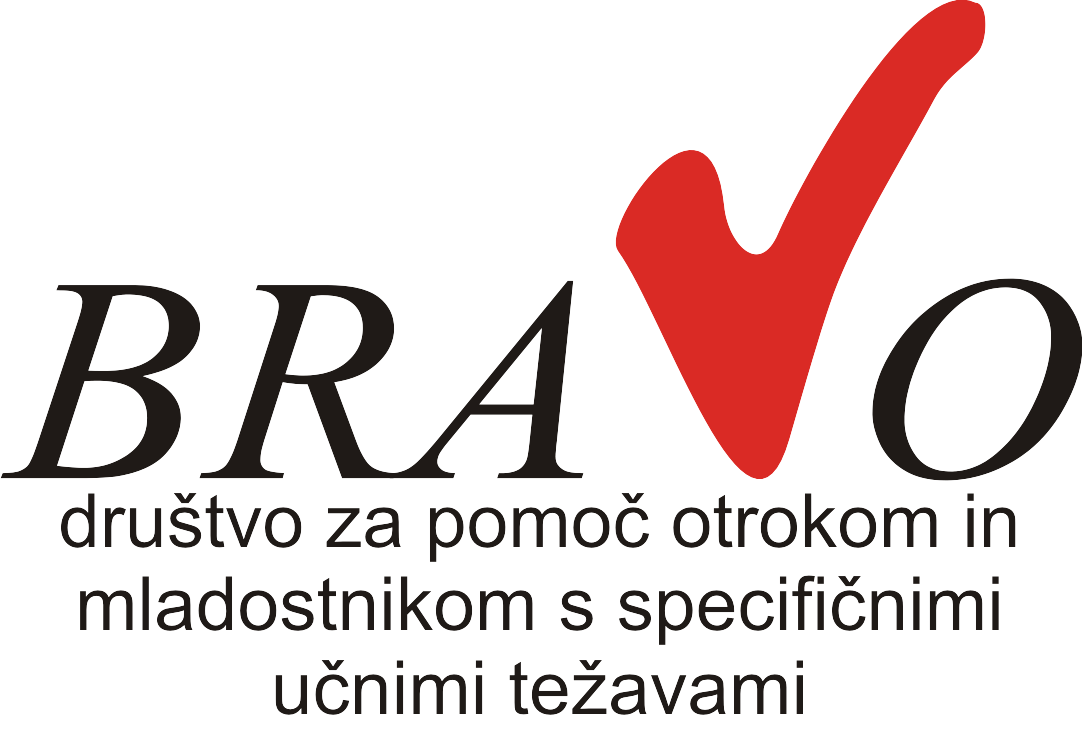 BRAVO
društvo za pomoč otrokom in
mladostnikom s specifičnimi
učnimi težavami